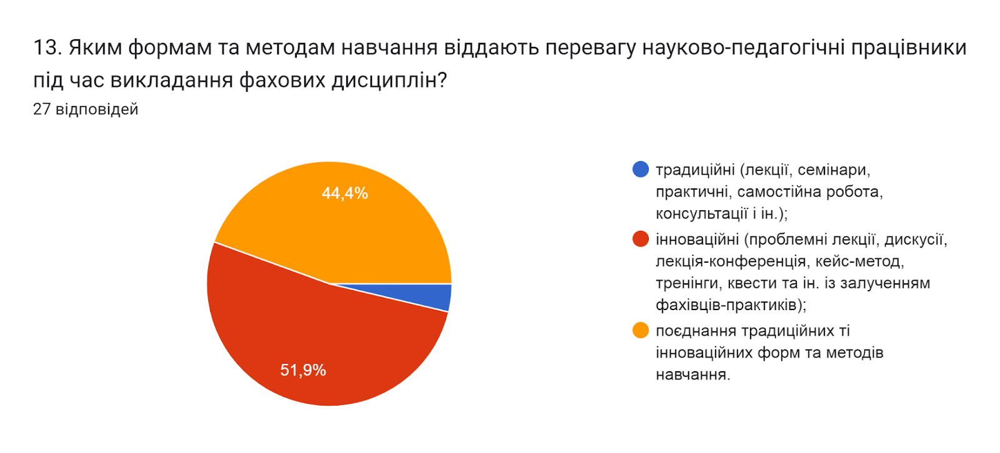 13. Яким формам та методам навчання віддають перевагу науково-педагогічні працівники
під час викладання фахових дисциплін?
27 відповідей
44,4%
51,9%
традиційні (лекції, семінари,
практичні, самостійна робота,
консультації і ін.);
інноваційні (проблемні лекції, дискусії,
лекція-конференція, кейс-метод,
тренінги, квести та ін. із залученням
фахівців-практиків);
поєднання традиційних ті
інноваційних форм та методів
навчання.